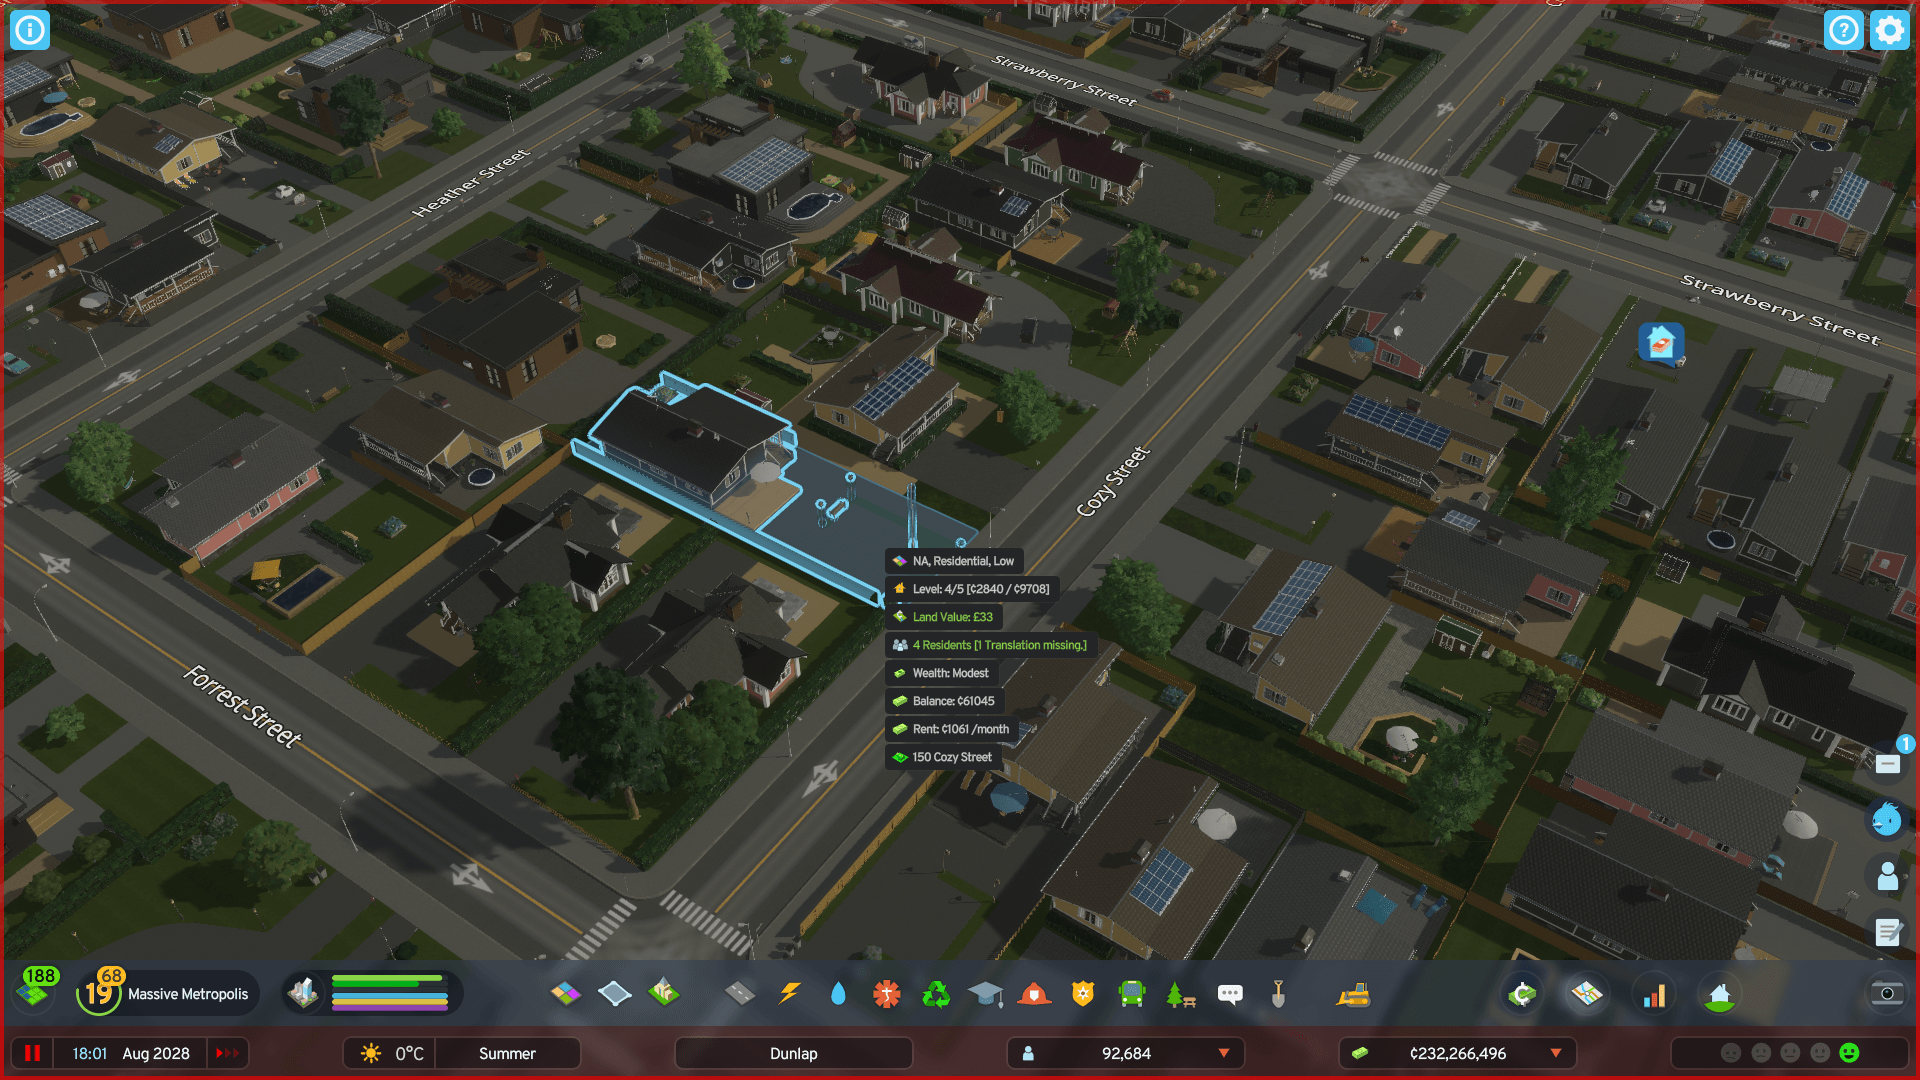 Strawberry Street
Heather Street
Strawberry Street
Cozy Street
NA, Residential, Low
Level: 4/5 [¢2840 / ¢9708]
Land Value: £33
4 Residents [1 Translation missing.]
Wealth: Modest
Balance: ¢61045
Rent: ¢1061 /month
150 Cozy Street
Forrest Street
1
188
68
19
Massive Metropolis
18:01 Aug 2028
0°C Summer
Dunlap
92,684
¢232,266,496